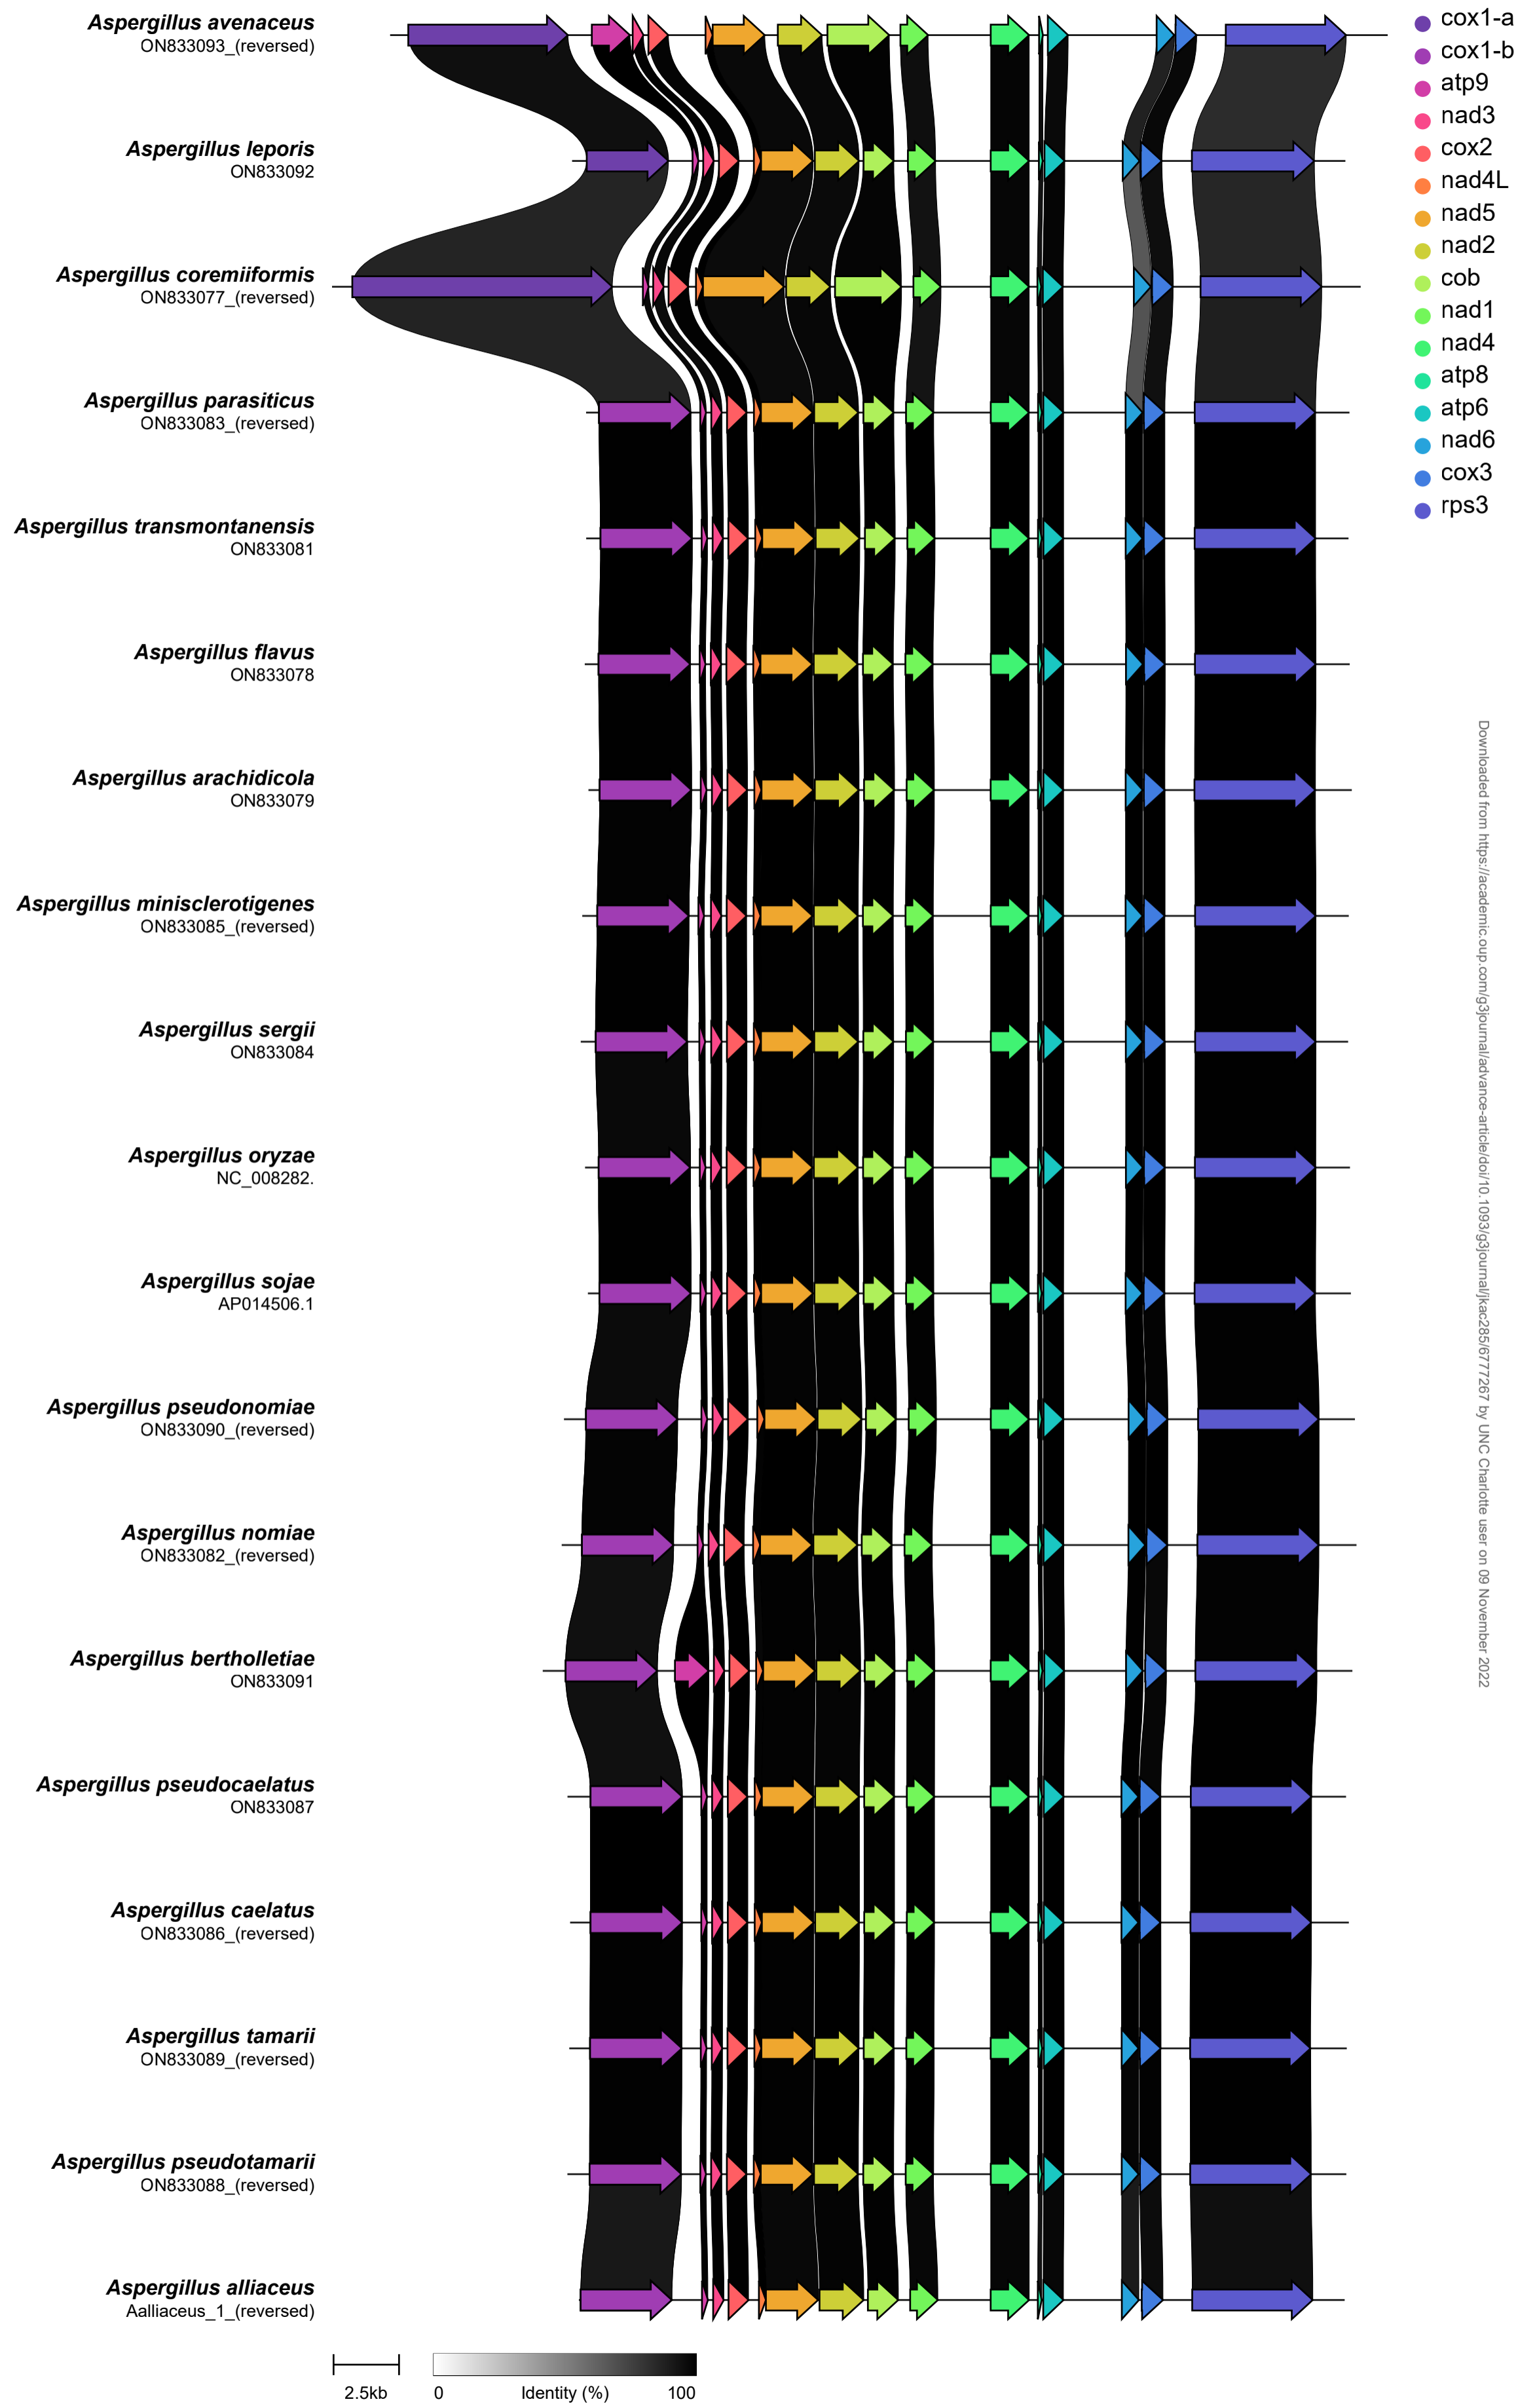 Aspergillus avenaceus
ON833093_(reversed)
Aspergillus leporis
ON833092
Aspergillus coremiiformis
ON833077_(reversed)
Aspergillus parasiticus
ON833083_(reversed)
Aspergillus transmontanensis
ON833081
Aspergillus flavus
ON833078
Aspergillus arachidicola
ON833079
Aspergillus minisclerotigenes
ON833085_(reversed)
Aspergillus sergii
ON833084
Aspergillus oryzae
NC_008282.
Aspergillus sojae
AP014506.1
Aspergillus pseudonomiae
ON833090_(reversed)
Aspergillus nomiae
ON833082_(reversed)
Aspergillus bertholletiae
ON833091
Aspergillus pseudocaelatus
ON833087
Aspergillus caelatus
ON833086_(reversed)
Aspergillus tamarii
ON833089_(reversed)
Aspergillus pseudotamarii
ON833088_(reversed)
Aspergillus alliaceus
Aalliaceus_1_(reversed)
cox1-a
cox1-b
atp9
nad3
cox2
nad4L
nad5
nad2
cob
nad1
nad4
atp8
atp6
nad6
cox3
rps3
2.5kb
0 Identity (%) 100
Downloaded from https://academic.oup.com/g3journal/advance-article/doi/10.1093/g3journal/jkac285/6777267 by UNC Charlotte user on 09 November 2022